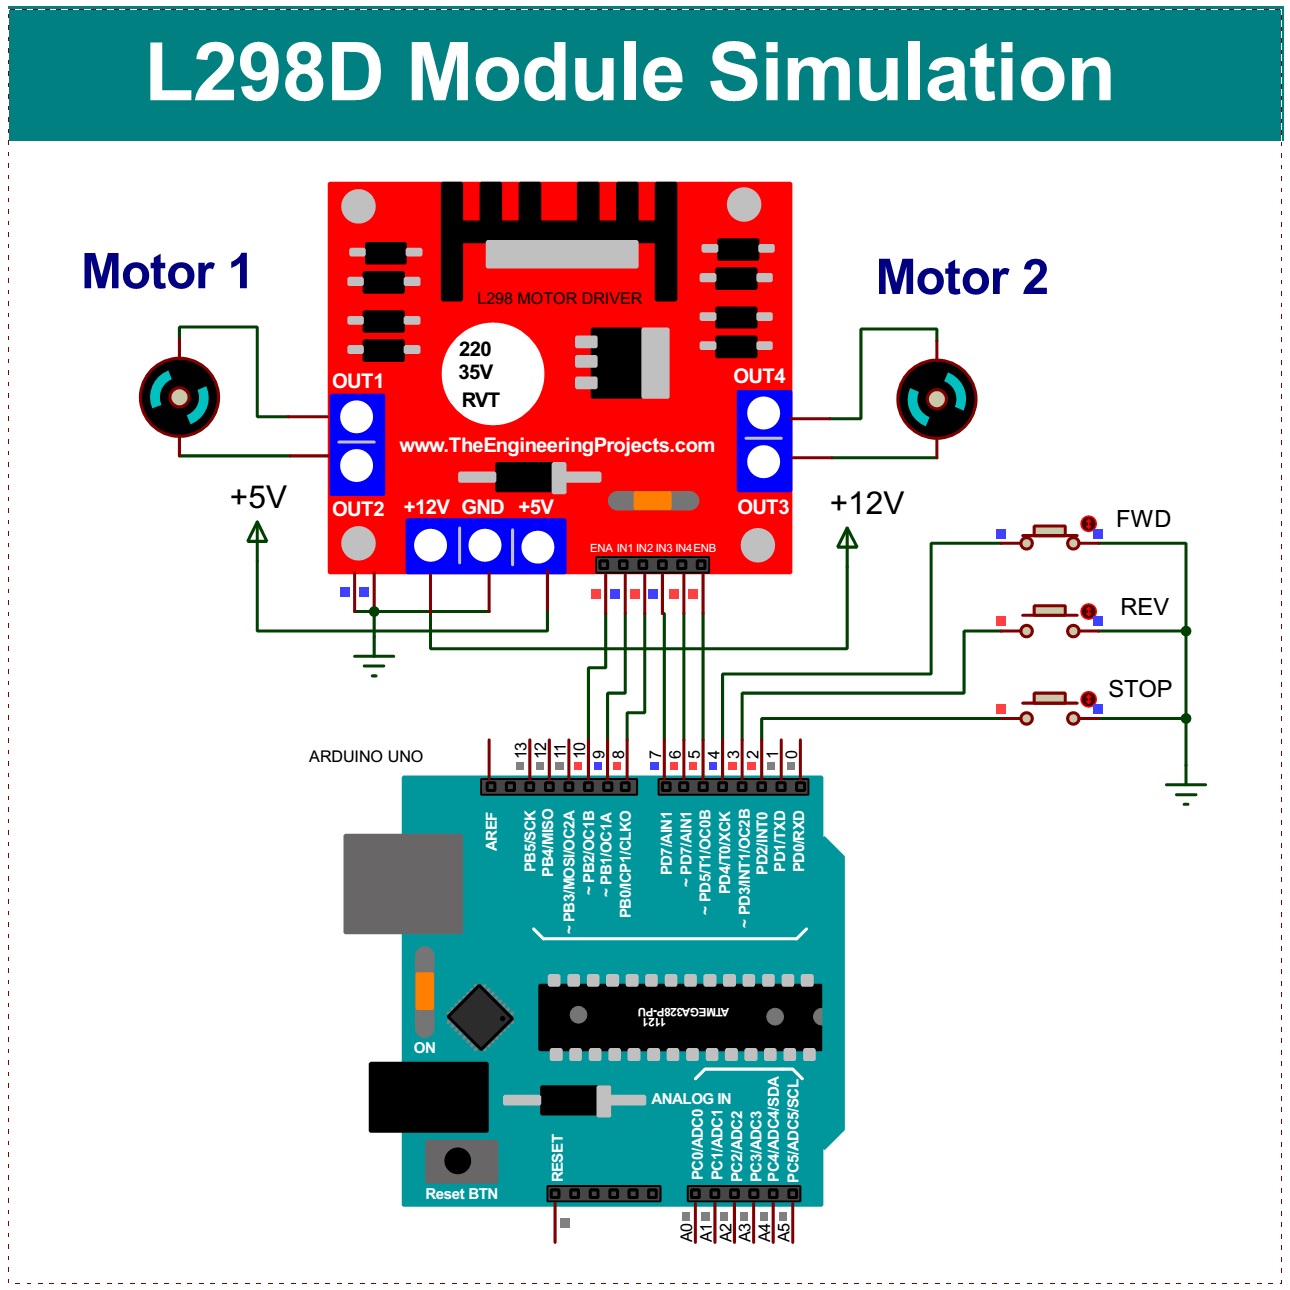 L298D Module Simulation
Motor 1
Motor 2
L298 MOTOR DRIVER
220
35V
RVT
OUT1
OUT4
www.TheEngineeringProjects.com
OUT2
OUT3
+12V GND +5V
+5V
+12V
ENA IN1 IN2 IN3 IN4 ENB
FWD
REV
STOP
ARDUINO UNO
13
12
11
10
9
8
7
6
5
4
3
2
1
0
AREF
PB5/SCK
PB4/MISO
~ PB3/MOSI/OC2A
~ PB2/OC1B
~ PB1/OC1A
PB0/ICP1/CLKO
PD7/AIN1
~ PD7/AIN1
~ PD5/T1/OC0B
PD4/T0/XCK
~ PD3/INT1/OC2B
PD2/INT0
PD1/TXD
PD0/RXD
ATMEGA328P-PU
1121
ON
ANALOG IN
RESET
Reset BTN
PC0/ADC0
PC1/ADC1
PC2/ADC2
PC3/ADC3
PC4/ADC4/SDA
PC5/ADC5/SCL
A0
A1
A2
A3
A4
A5